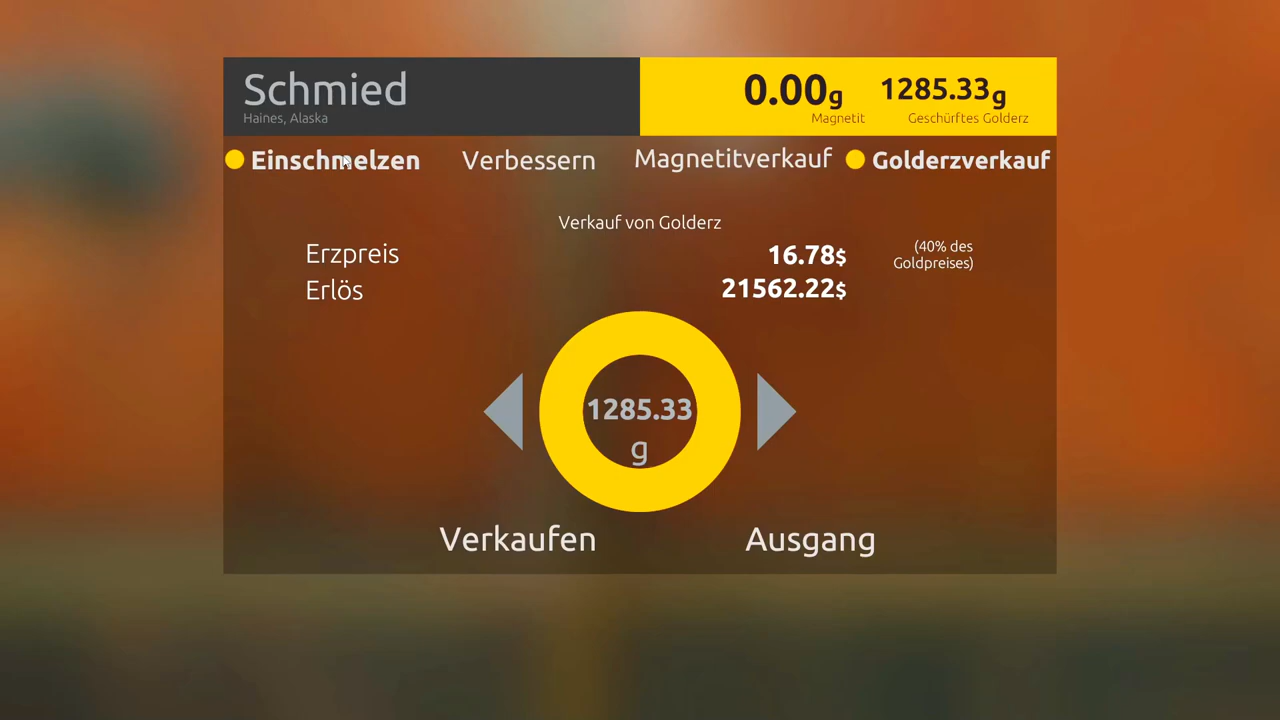 Schmied
Haines, Alaska
0.00g
Magnetit
1285.33g
Geschürftes Golderz
Einschmelzen Verbessern Magnetitverkauf Golderzverkauf
Verkauf von Golderz
Erzpreis 16.78$ (40% des Goldpreises)
Erlös 21562.22$
1285.33
g
Verkaufen Ausgang